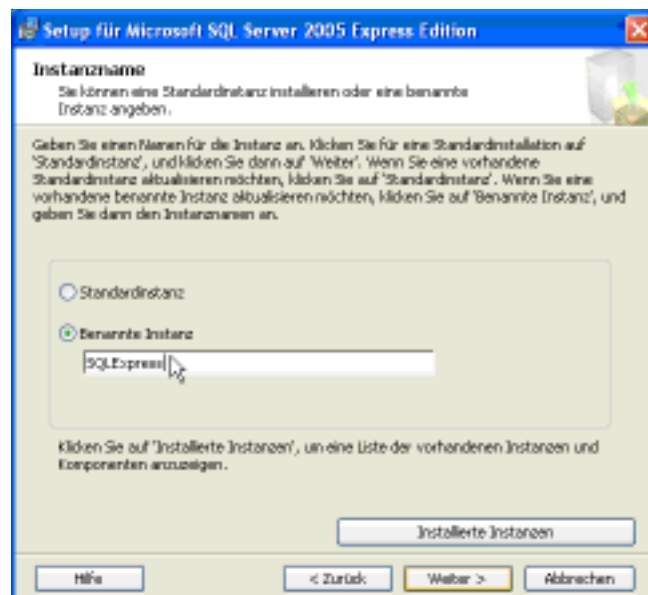 Setup für Microsoft SQL Server 2005 Express Edition
Instanzname
Sie können eine Standardinstanz installieren oder eine benannte
Instanz angeben.
Geben Sie einen Namen für die Instanz an. Klicken Sie für eine Standardinstallation auf
'Standardinstanz', und klicken Sie dann auf 'Weiter'. Wenn Sie eine vorhandene
Standardinstanz aktualisieren möchten, klicken Sie auf 'Standardinstanz'. Wenn Sie eine
vorhandene benannte Instanz aktualisieren möchten, klicken Sie auf 'Benannte Instanz', und
geben Sie dann den Instanznamen an.
Standardinstanz
Benannte Instanz
SQLExpress
Klicken Sie auf 'Installierte Instanzen', um eine Liste der vorhandenen Instanzen und
Komponenten anzuzeigen.
Installierte Instanzen
Hilfe < Zurück Weiter > Abbrechen